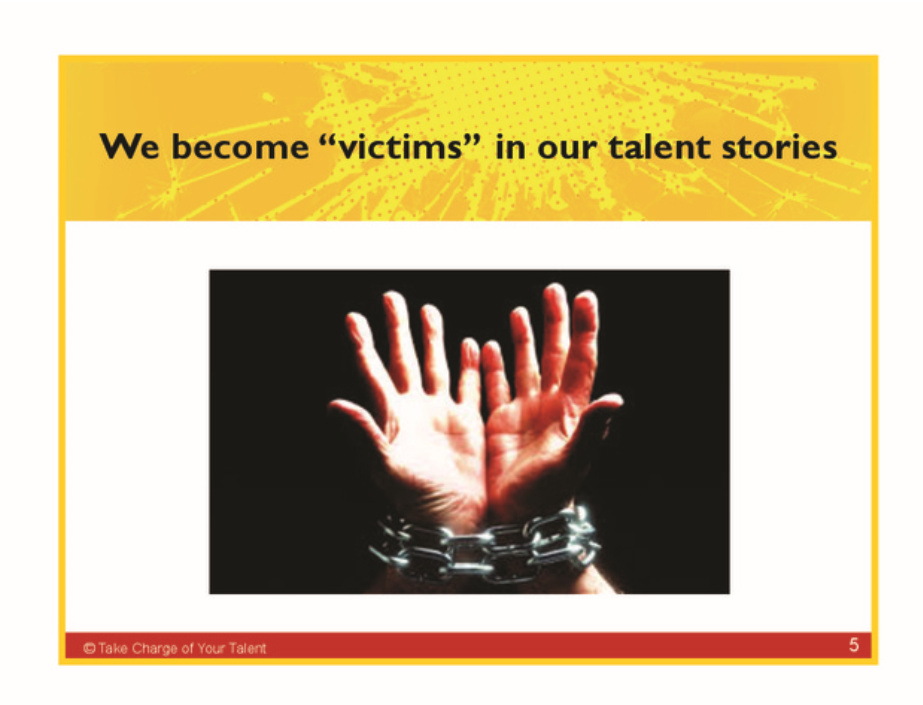 We become “victims” in our talent stories
© Take Charge of Your Talent
5